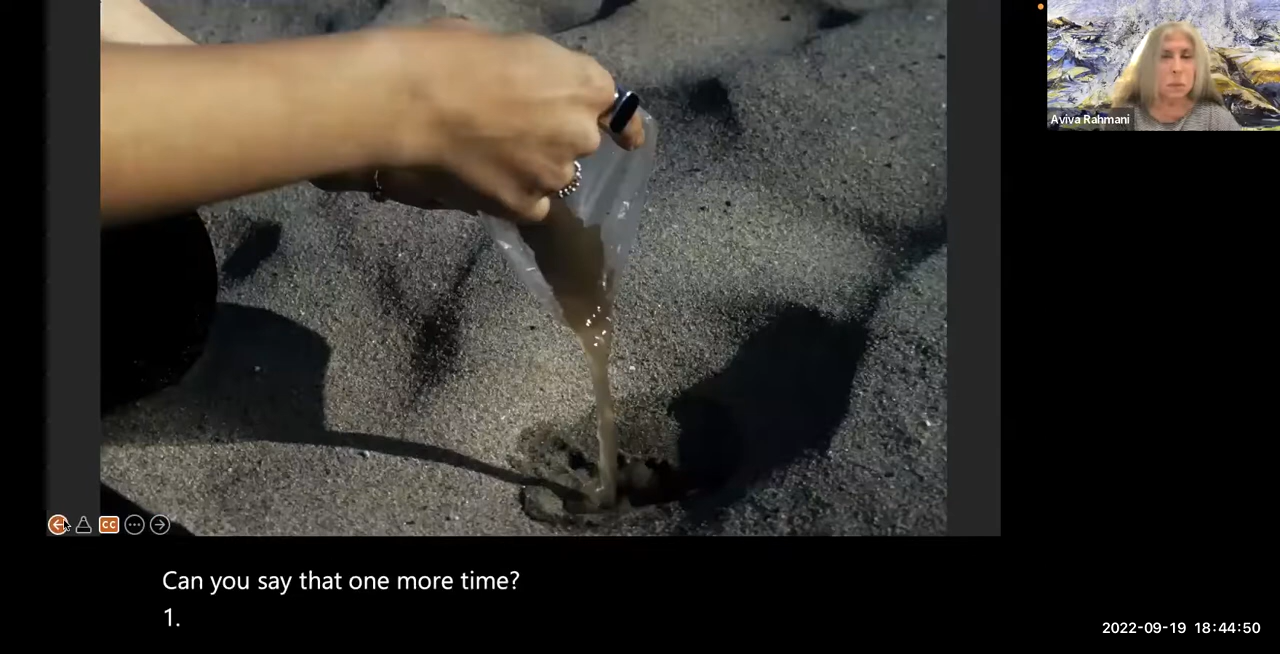 Aviva Rahmani
CC
Can you say that one more time?
1.
2022-09-19 18:44:50